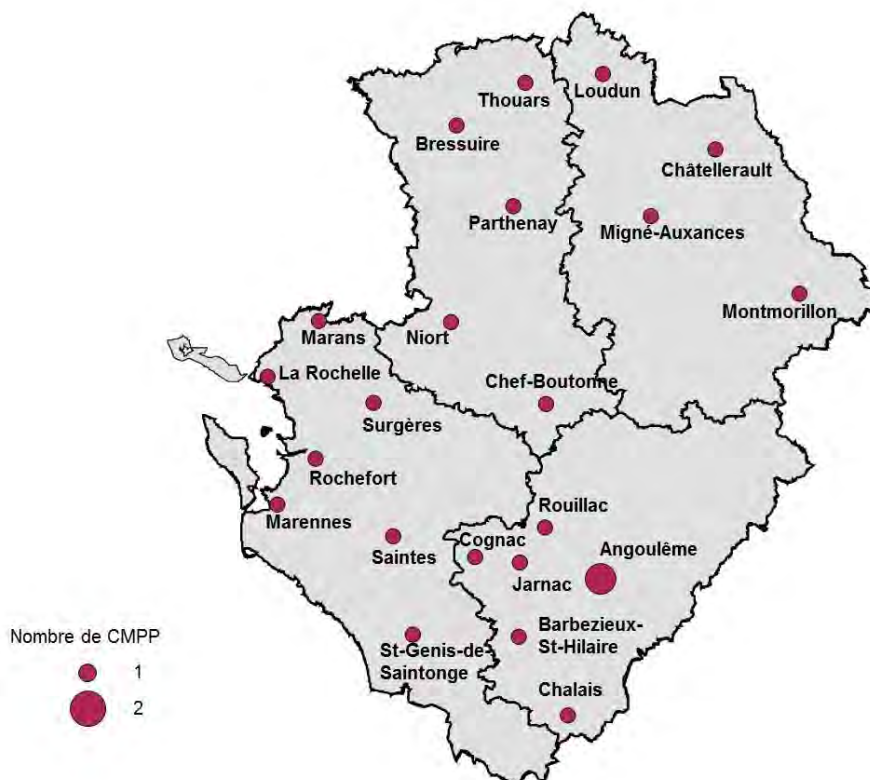 Loudun
Thouars
Bressuire
Châtellerault
Parthenay
Migné-Auxances
Montmorillon
Marans
Niort
La Rochelle
Chef-Boutonne
Surgères
Rochefort
Rouillac
Marennes
Cognac
Saintes
Angoulême
Jarnac
Barbezieux-
St-Hilaire
St-Genis-de-
Saintonge
Chalais
Nombre de CMPP
1
2